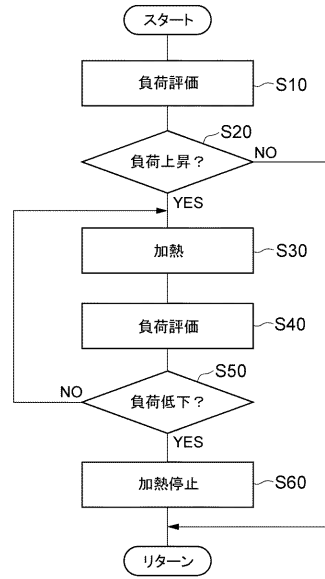 スタート
負荷評価
S10
S20
負荷上昇？
NO
YES
加熱
S30
負荷評価
S40
S50
NO
負荷低下？
YES
加熱停止
S60
リターン